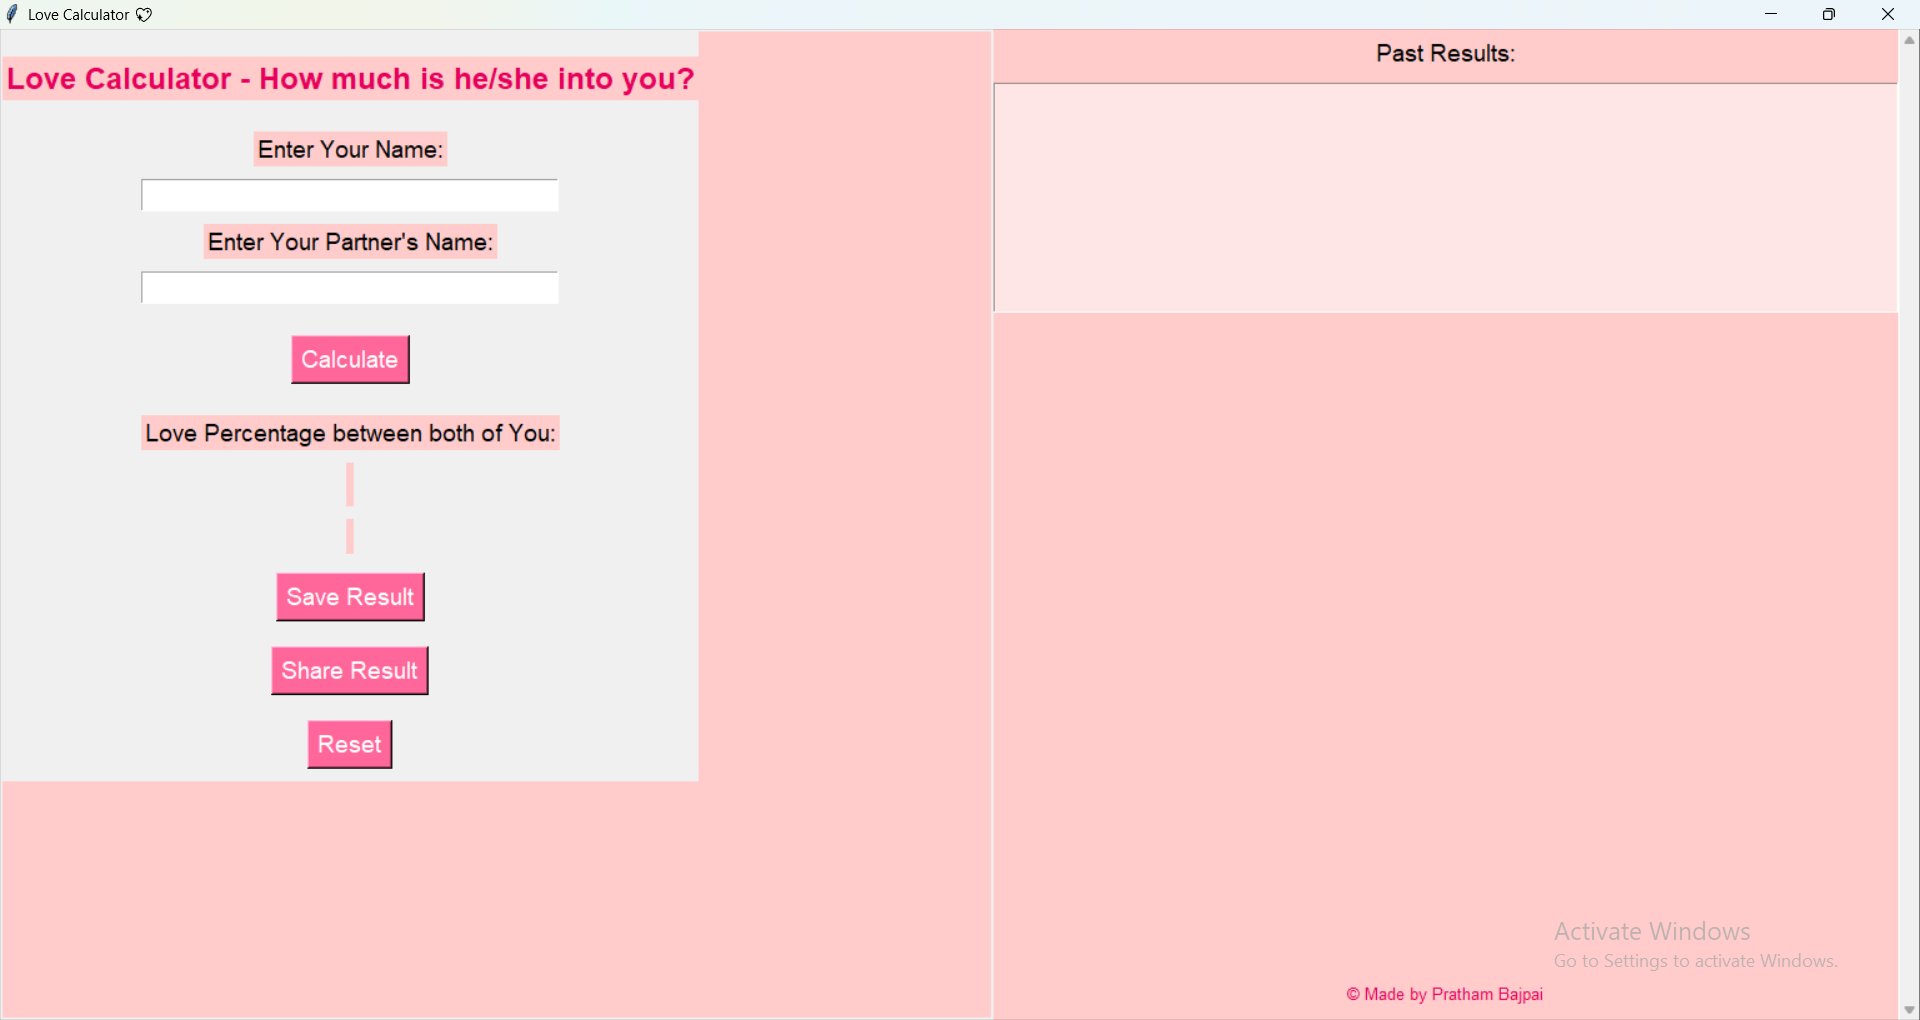 Love Calculator
Love Calculator - How much is he/she into you?
Enter Your Name:
Enter Your Partner's Name:
Calculate
Love Percentage between both of You:
Save Result
Share Result
Reset
Past Results:
Activate Windows
Go to Settings to activate Windows.
© Made by Pratham Bajpai